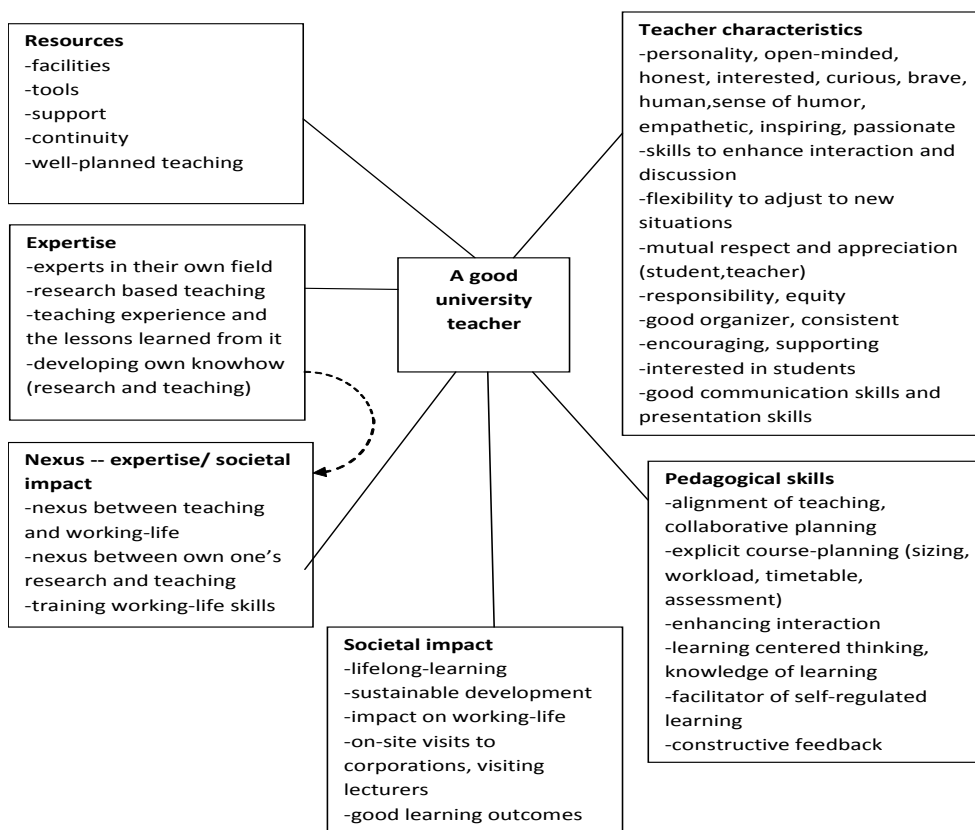 Resources
-facilities
-tools
-support
-continuity
-well-planned teaching
Teacher characteristics
-personality, open-minded,
honest, interested, curious, brave,
human,sense of humor,
empathetic, inspiring, passionate
-skills to enhance interaction and
discussion
-flexibility to adjust to new
situations
-mutual respect and appreciation
(student,teacher)
-responsibility, equity
-good organizer, consistent
-encouraging, supporting
-interested in students
-good communication skills and
presentation skills
Expertise
-experts in their own field
-research based teaching
-teaching experience and
the lessons learned from it
-developing own knowhow
(research and teaching)
A good
university
teacher
Nexus -- expertise/ societal
impact
-nexus between teaching
and working-life
-nexus between own one’s
research and teaching
-training working-life skills
Pedagogical skills
-alignment of teaching,
collaborative planning
-explicit course-planning (sizing,
workload, timetable,
assessment)
-enhancing interaction
-learning centered thinking,
knowledge of learning
-facilitator of self-regulated
learning
-constructive feedback
Societal impact
-lifelong-learning
-sustainable development
-impact on working-life
-on-site visits to
corporations, visiting
lecturers
-good learning outcomes